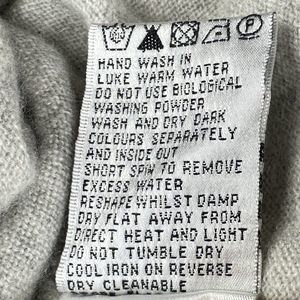 HAND WASH IN
LUKE WARM WATER
DO NOT USE BIOLOGICAL
WASHING POWDER
WASH AND DRY DARK
COLOURS SEPARATELY
AND INSIDE OUT
SHORT SPIN TO REMOVE
EXCESS WATER
RESHAPE WHILST DAMP
DRY FLAT AWAY FROM
DIRECT HEAT AND LIGHT
DO NOT TUMBLE DRY
COOL IRON ON REVERSE
DRY CLEANABLE